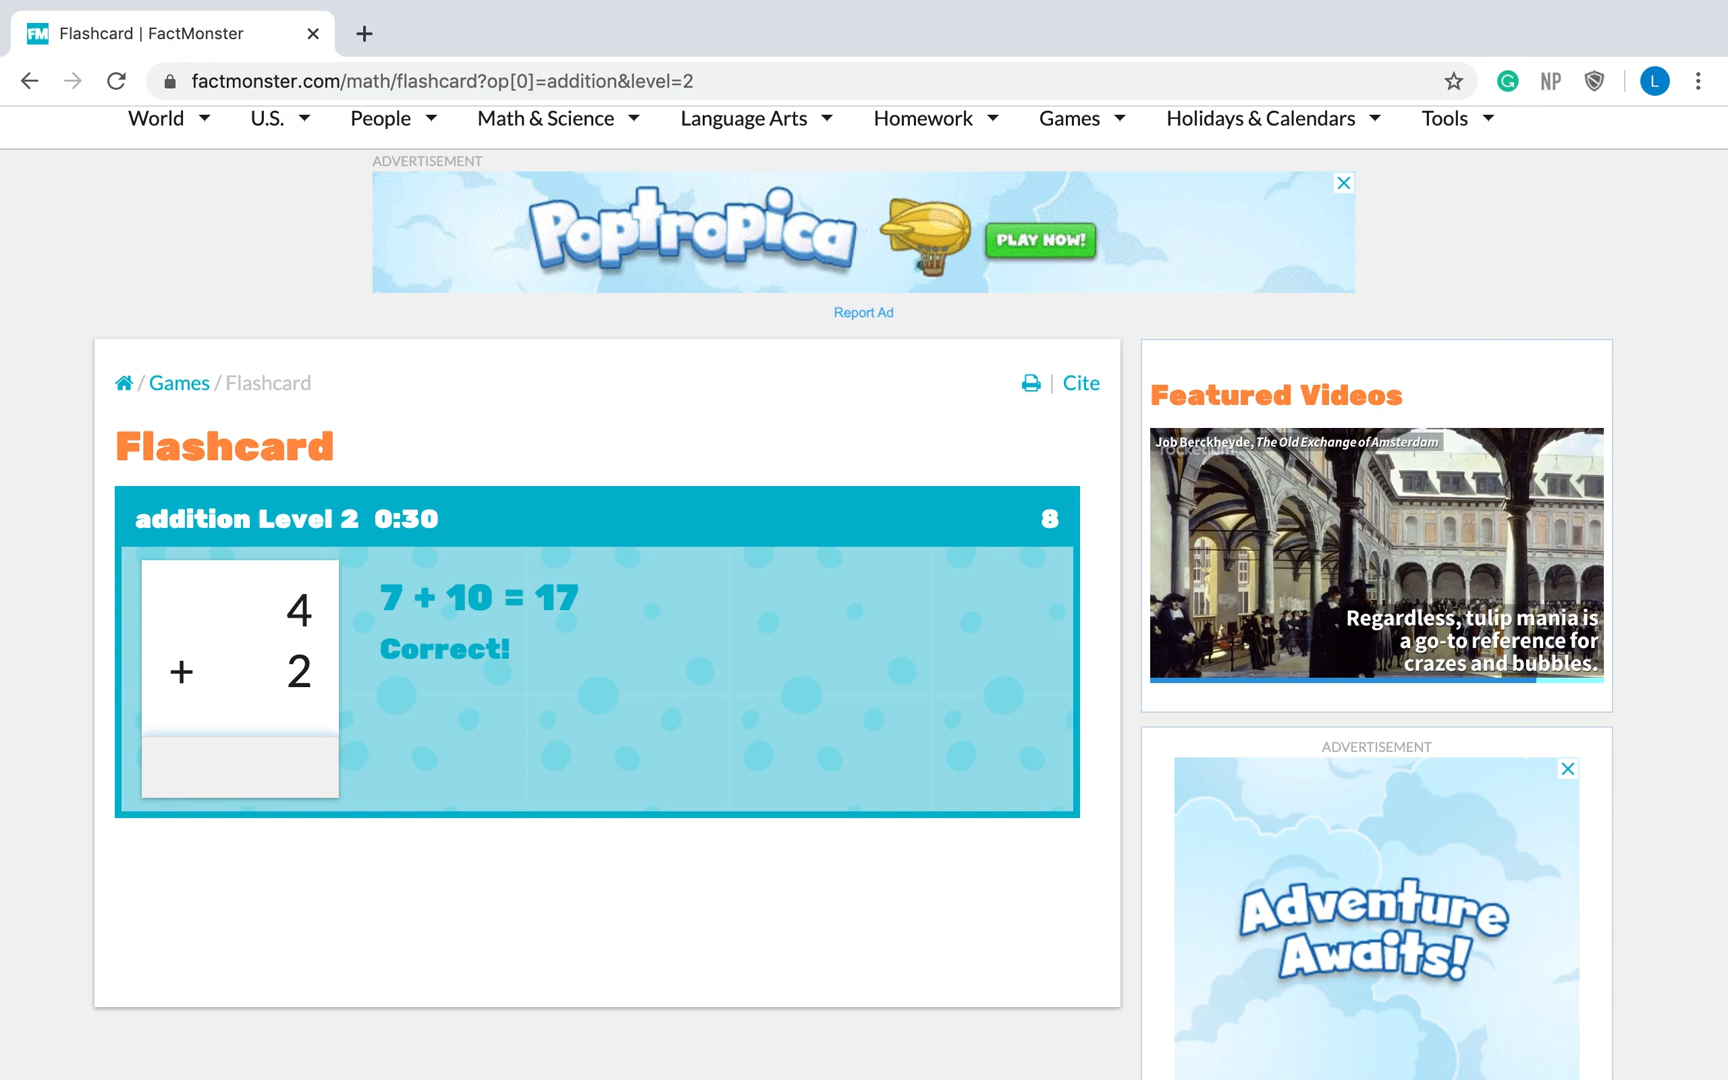 FM Flashcard | FactMonster
factmonster.com/math/flashcard?op[0]=addition&level=2
NP
L
World U.S. People Math & Science Language Arts Homework Games Holidays & Calendars Tools
ADVERTISEMENT
Poptropica PLAY NOW!
Report Ad
/ Games / Flashcard
| Cite
Flashcard
addition Level 2 0:30 8
4
+ 2
7 + 10 = 17
Correct!
Featured Videos
Job Berckheyde, The Old Exchange of Amsterdam
rocketium
Regardless, tulip mania is
a go-to reference for
crazes and bubbles.
ADVERTISEMENT
Adventure
Awaits!